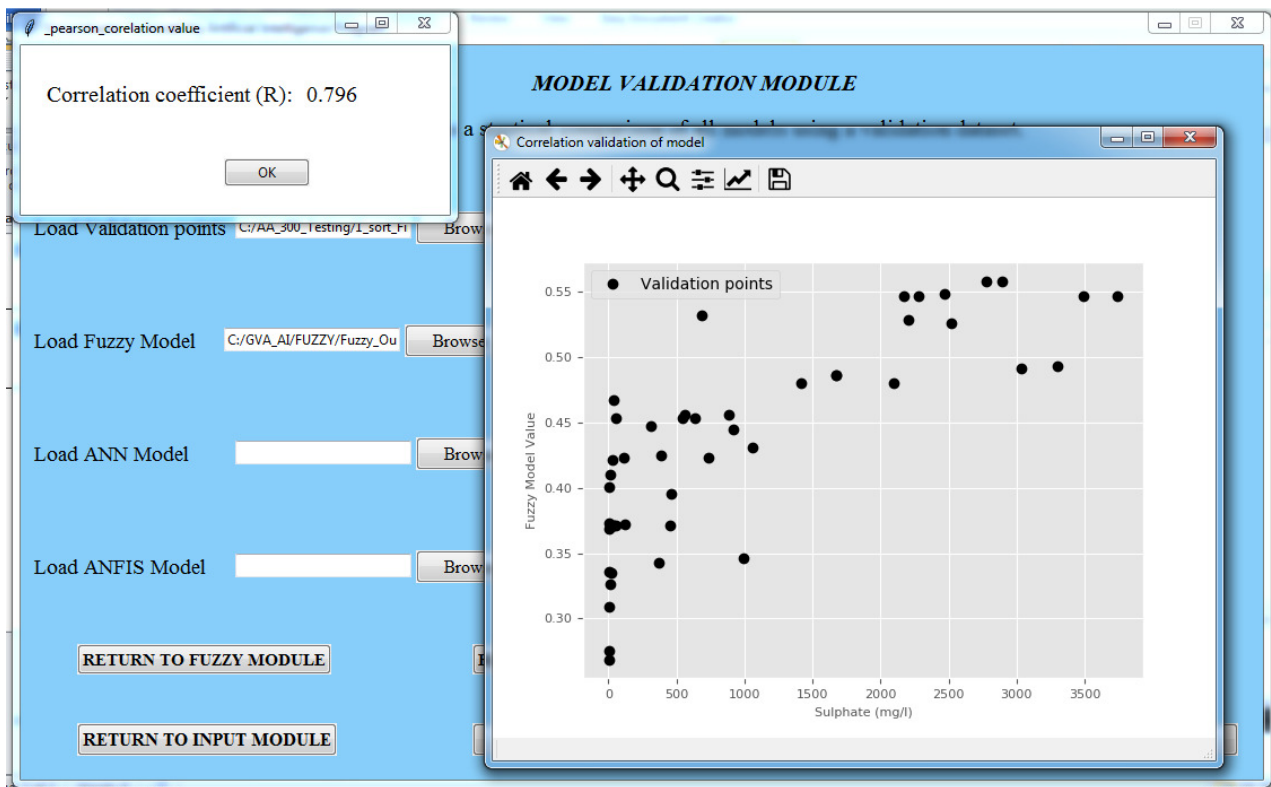 _pearson_corelation value
Correlation coefficient (R): 0.796
OK
MODEL VALIDATION MODULE
Correlation validation of model
Load Validation points C:/AA_300_Testing/1_sort_Fi Brow
Load Fuzzy Model C:/GVA_AI/FUZZY/Fuzzy_Ou Browse
Load ANN Model Brow
Load ANFIS Model Brow
RETURN TO FUZZY MODULE
RETURN TO INPUT MODULE
Validation points
Fuzzy Model Value
0.55
0.50
0.45
0.40
0.35
0.30
0 500 1000 1500 2000 2500 3000 3500
Sulphate (mg/l)